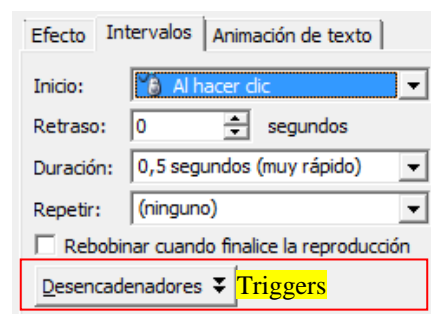 Efecto Intervalos Animación de texto
Inicio: Al hacer clic
Retraso: 0 segundos
Duración: 0,5 segundos (muy rápido)
Repetir: (ninguno)
Rebobinar cuando finalice la reproducción
Desencadenadores Triggers